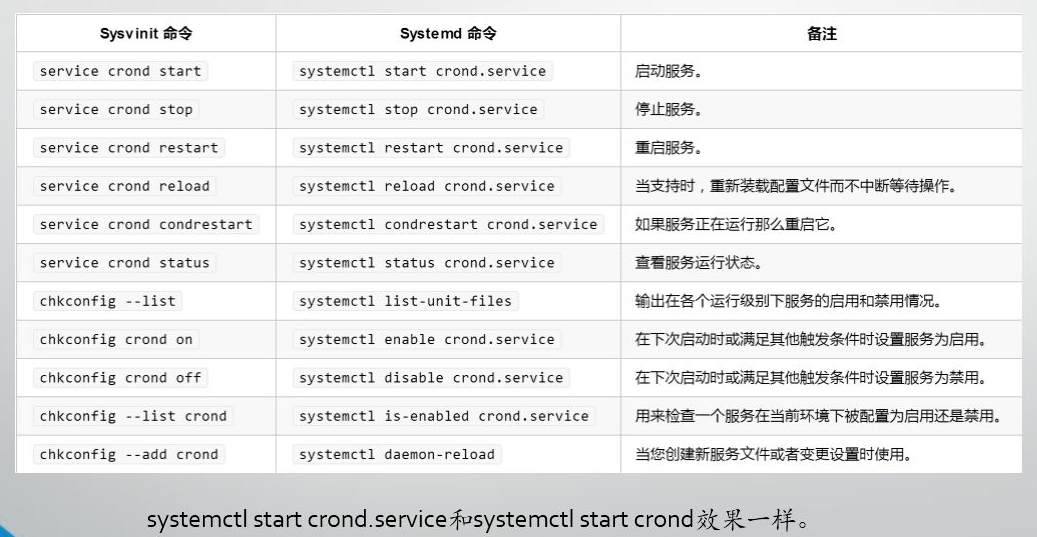 Sysvinit 命令 Systemd 命令 备注
service crond start systemctl start crond.service 启动服务。
service crond stop systemctl stop crond.service 停止服务。
service crond restart systemctl restart crond.service 重启服务。
service crond reload systemctl reload crond.service 当支持时，重新装载配置文件而不中断等待操作。
service crond condrestart systemctl condrestart crond.service 如果服务正在运行那么重启它。
service crond status systemctl status crond.service 查看服务运行状态。
chkconfig --list systemctl list-unit-files 输出在各个运行级别下服务的启用和禁用情况。
chkconfig crond on systemctl enable crond.service 在下次启动时或满足其他触发条件时设置服务为启用。
chkconfig crond off systemctl disable crond.service 在下次启动时或满足其他触发条件时设置服务为禁用。
chkconfig --list crond systemctl is-enabled crond.service 用来检查一个服务在当前环境下被配置为启用还是禁用。
chkconfig --add crond systemctl daemon-reload 当您创建新服务文件或者变更设置时使用。
systemctl start crond.service和systemctl start crond效果一样。